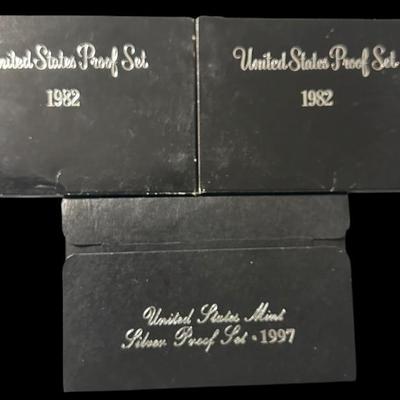 United States Proof Set
1982
United States Proof Set
1982
United States Mint
Silver Proof Set · 1997